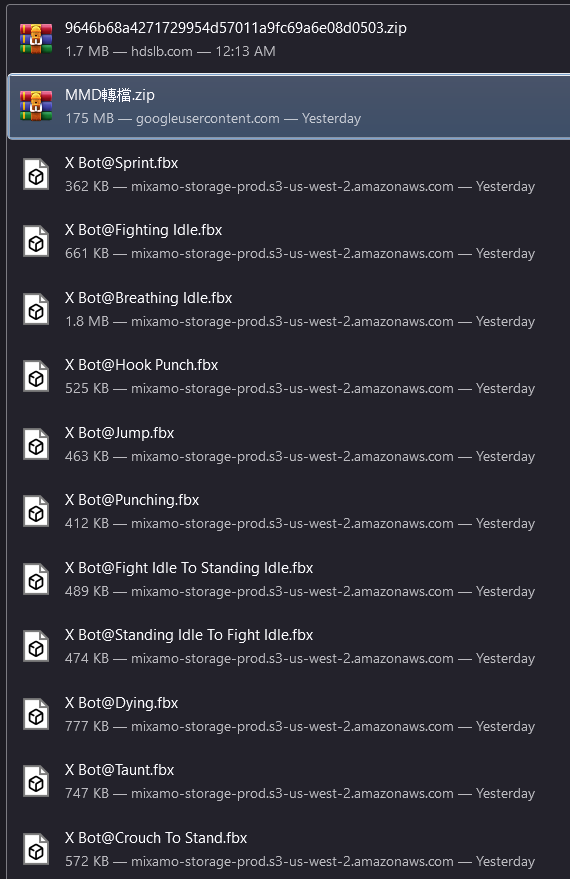 9646b68a4271729954d57011a9fc69a6e08d0503.zip
1.7 MB — hdslb.com — 12:13 AM
MMD轉檔.zip
175 MB — googleusercontent.com — Yesterday
X Bot@Sprint.fbx
362 KB — mixamo-storage-prod.s3-us-west-2.amazonaws.com — Yesterday
X Bot@Fighting Idle.fbx
661 KB — mixamo-storage-prod.s3-us-west-2.amazonaws.com — Yesterday
X Bot@Breathing Idle.fbx
1.8 MB — mixamo-storage-prod.s3-us-west-2.amazonaws.com — Yesterday
X Bot@Hook Punch.fbx
525 KB — mixamo-storage-prod.s3-us-west-2.amazonaws.com — Yesterday
X Bot@Jump.fbx
463 KB — mixamo-storage-prod.s3-us-west-2.amazonaws.com — Yesterday
X Bot@Punching.fbx
412 KB — mixamo-storage-prod.s3-us-west-2.amazonaws.com — Yesterday
X Bot@Fight Idle To Standing Idle.fbx
489 KB — mixamo-storage-prod.s3-us-west-2.amazonaws.com — Yesterday
X Bot@Standing Idle To Fight Idle.fbx
474 KB — mixamo-storage-prod.s3-us-west-2.amazonaws.com — Yesterday
X Bot@Dying.fbx
777 KB — mixamo-storage-prod.s3-us-west-2.amazonaws.com — Yesterday
X Bot@Taunt.fbx
747 KB — mixamo-storage-prod.s3-us-west-2.amazonaws.com — Yesterday
X Bot@Crouch To Stand.fbx
572 KB — mixamo-storage-prod.s3-us-west-2.amazonaws.com — Yesterday